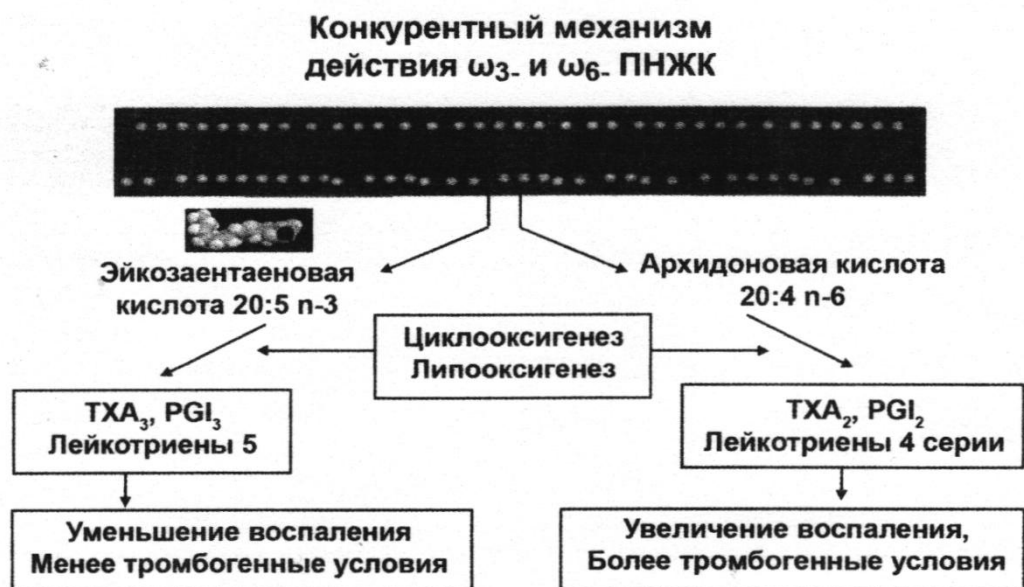 Конкурентный механизм
действия ω3- и ω6- ПНЖК
Эйкозаентаеновая
кислота 20:5 n-3
Архидоновая кислота
20:4 n-6
Циклооксигенез
Липооксигенез
TXA3, PGI3
Лейкотриены 5
TXA2, PGI2
Лейкотриены 4 серии
Уменьшение воспаления
Менее тромбогенные условия
Увеличение воспаления,
Более тромбогенные условия